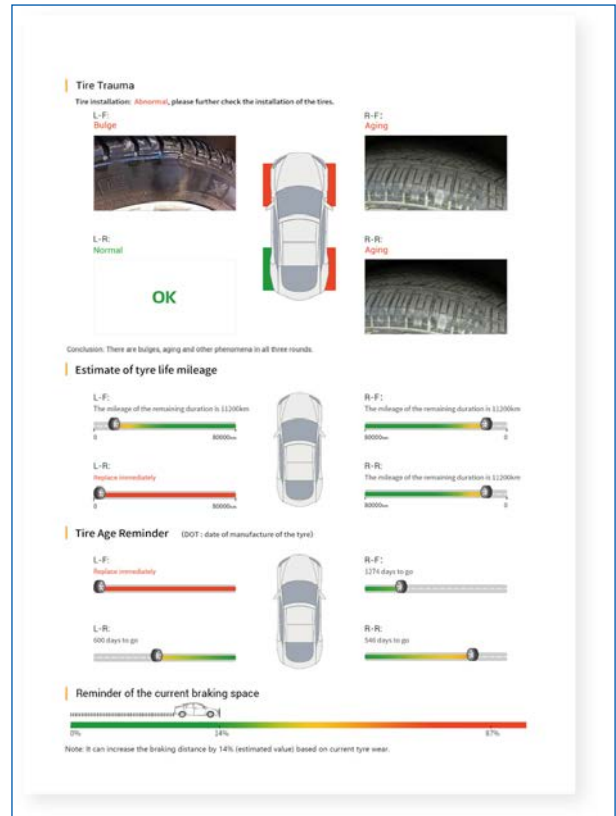 Tire Trauma
Tire installation: Abnormal, please further check the installation of the tires.
L-F:
Bulge
R-F:
Aging
L-R:
Normal
OK
R-R:
Aging
Conclusion: There are bulges, aging and other phenomena in all three rounds.
Estimate of tyre life mileage
L-F:
The mileage of the remaining duration is 11200km
0 80000km
R-F:
The mileage of the remaining duration is 11200km
80000km 0
L-R:
Replace immediately
0 80000km
R-R:
The mileage of the remaining duration is 11200km
80000km 0
Tire Age Reminder (DOT : date of manufacture of the tyre)
L-F:
Replace immediately
R-F:
1274 days to go
L-R:
600 days to go
R-R:
546 days to go
Reminder of the current braking space
0% 14% 67%
Note: It can increase the braking distance by 14% (estimated value) based on current tyre wear.